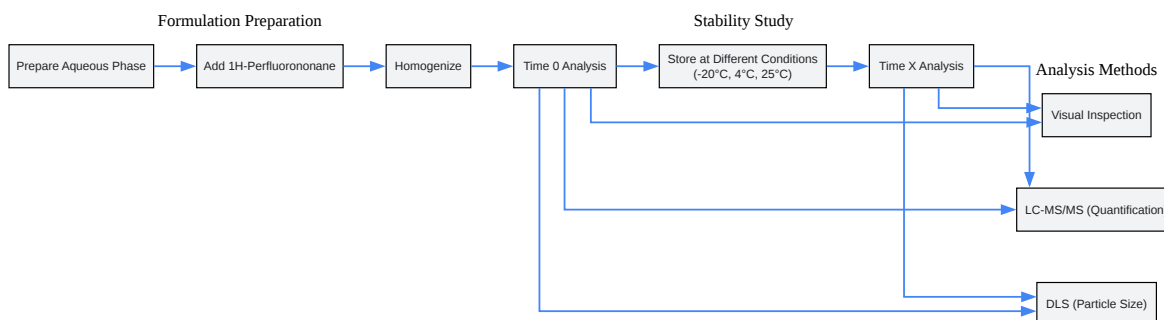 Formulation Preparation
Stability Study
Prepare Aqueous Phase
Add 1H-Perfluorononane
Homogenize
Time 0 Analysis
Store at Different Conditions
(-20°C, 4°C, 25°C)
Time X Analysis
Analysis Methods
Visual Inspection
LC-MS/MS (Quantification
DLS (Particle Size)